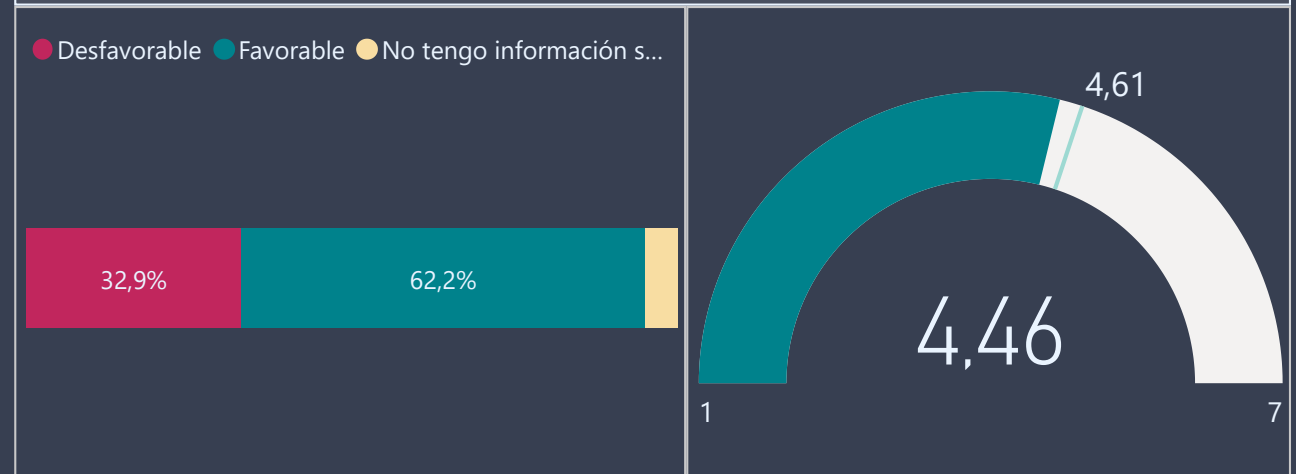 Desfavorable Favorable No tengo información s...
32,9% 62,2%
4,61
4,46
1 7